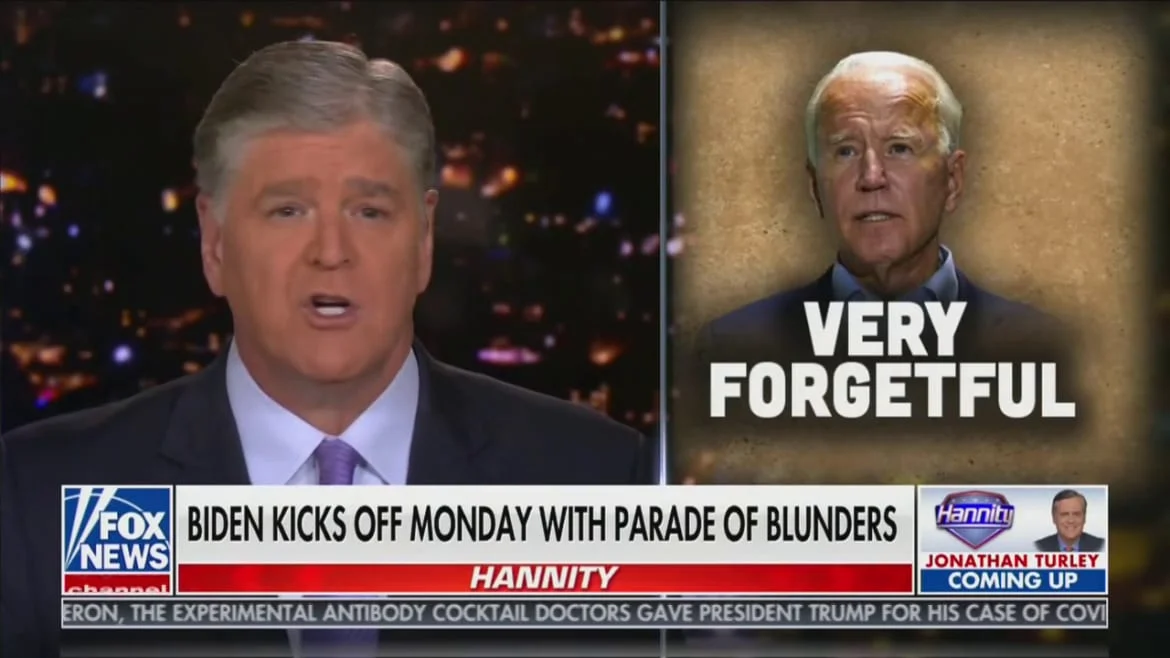 VERY
FORGETFUL
FOX
NEWS
channel
BIDEN KICKS OFF MONDAY WITH PARADE OF BLUNDERS
HANNITY
Hannity
JONATHAN TURLEY
COMING UP
ERON, THE EXPERIMENTAL ANTIBODY COCKTAIL DOCTORS GAVE PRESIDENT TRUMP FOR HIS CASE OF COVI